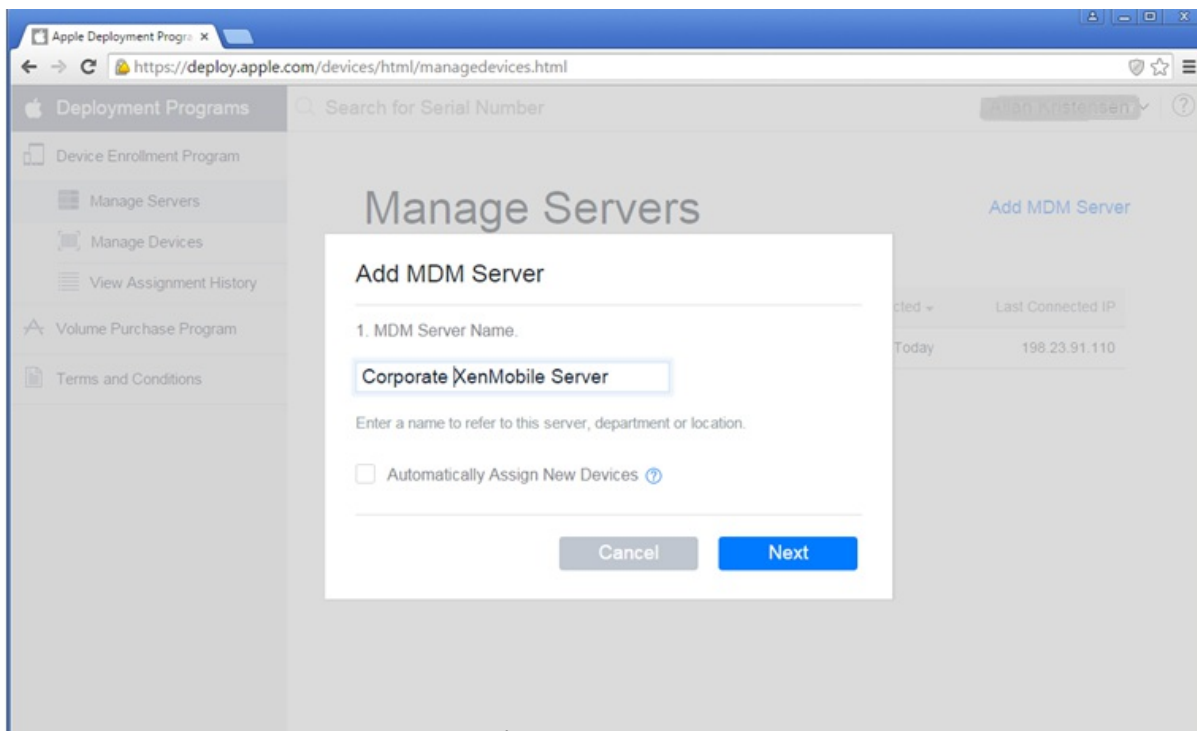 Apple Deployment Progra
https://deploy.apple.com/devices/html/managedevices.html
Deployment Programs
Search for Serial Number
Device Enrollment Program
Manage Servers
Manage Devices
View Assignment History
Volume Purchase Program
Terms and Conditions
Manage Servers
Add MDM Server
Last Connected IP
Today
198.23.91.110
Add MDM Server
1. MDM Server Name.
Corporate XenMobile Server
Enter a name to refer to this server, department or location.
Automatically Assign New Devices
Cancel
Next